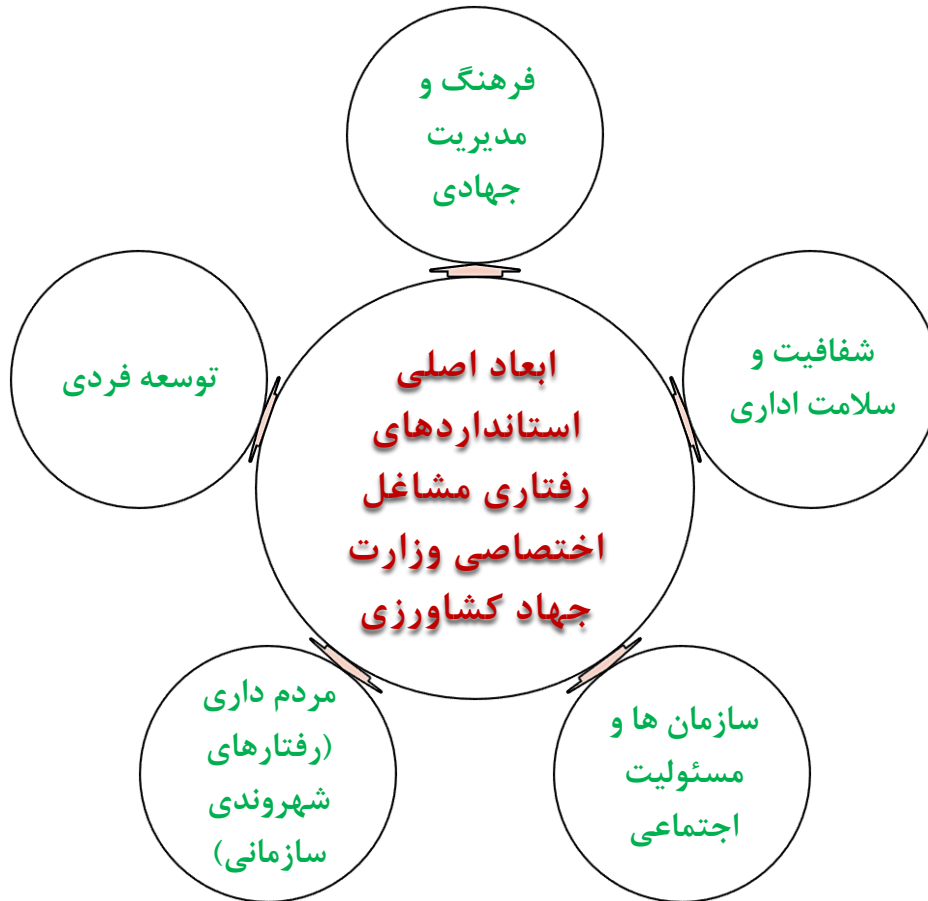 فرهنگ و
مدیریت
جهادی
شفافیت و
سلامت اداری
توسعه فردی
ابعاد اصلی
استانداردهای
رفتاری مشاغل
اختصاصی وزارت
جهاد کشاورزی
سازمان ها و
مسئولیت
اجتماعی
مردم داری
(رفتارهای
شهروندی
سازمانی)